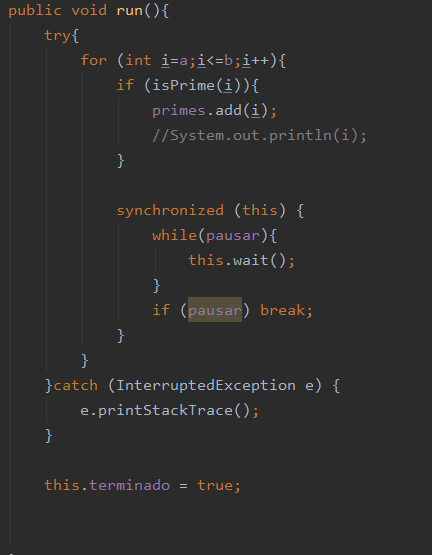 public void run(){
try{
for (int i=a;i<=b;i++){
if (isPrime(i)){
primes.add(i);
//System.out.println(i);
}
synchronized (this) {
while(pausar){
this.wait();
}
if (pausar) break;
}
}
}catch (InterruptedException e) {
e.printStackTrace();
}
this.terminado = true;